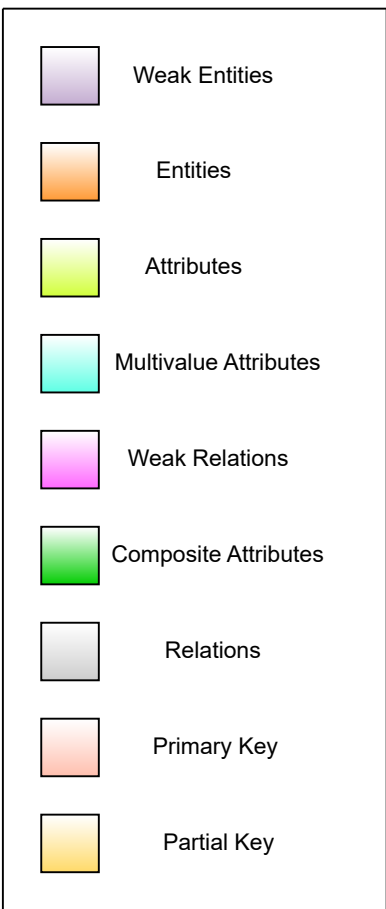 Weak Entities
Entities
Attributes
Multivalue Attributes
Weak Relations
Composite Attributes
Relations
Primary Key
Partial Key